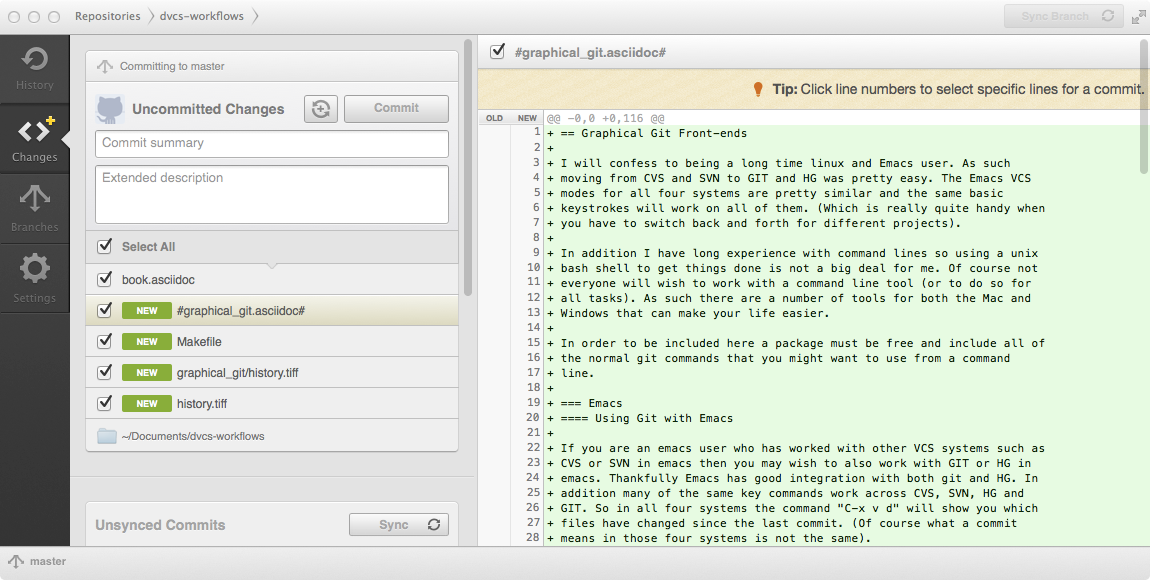 Repositories dvcs-workflows Sync Branch
History
Changes
Branches
Settings
Committing to master
Uncommitted Changes Commit
Commit summary
Extended description
Select All
book.asciidoc
NEW #graphical_git.asciidoc#
NEW Makefile
NEW graphical_git/history.tiff
NEW history.tiff
~/Documents/dvcs-workflows
Unsynced Commits Sync
#graphical_git.asciidoc#
Tip: Click line numbers to select specific lines for a commit.
OLD NEW @@ -0,0 +0,116 @@
1 + == Graphical Git Front-ends
2 +
3 + I will confess to being a long time linux and Emacs user. As such
4 + moving from CVS and SVN to GIT and HG was pretty easy. The Emacs VCS
5 + modes for all four systems are pretty similar and the same basic
6 + keystrokes will work on all of them. (Which is really quite handy when
7 + you have to switch back and forth for different projects).
8 +
9 + In addition I have long experience with command lines so using a unix
10 + bash shell to get things done is not a big deal for me. Of course not
11 + everyone will wish to work with a command line tool (or to do so for
12 + all tasks). As such there are a number of tools for both the Mac and
13 + Windows that can make your life easier.
14 +
15 + In order to be included here a package must be free and include all of
16 + the normal git commands that you might want to use from a command
17 + line.
18 +
19 + === Emacs
20 + ==== Using Git with Emacs
21 +
22 + If you are an emacs user who has worked with other VCS systems such as
23 + CVS or SVN in emacs then you may wish to also work with GIT or HG in
24 + emacs. Thankfully Emacs has good integration with both git and HG. In
25 + addition many of the same key commands work across CVS, SVN, HG and
26 + GIT. So in all four systems the command "C-x v d" will show you which
27 + files have changed since the last commit. (Of course what a commit
28 + means in those four systems is not the same).
master